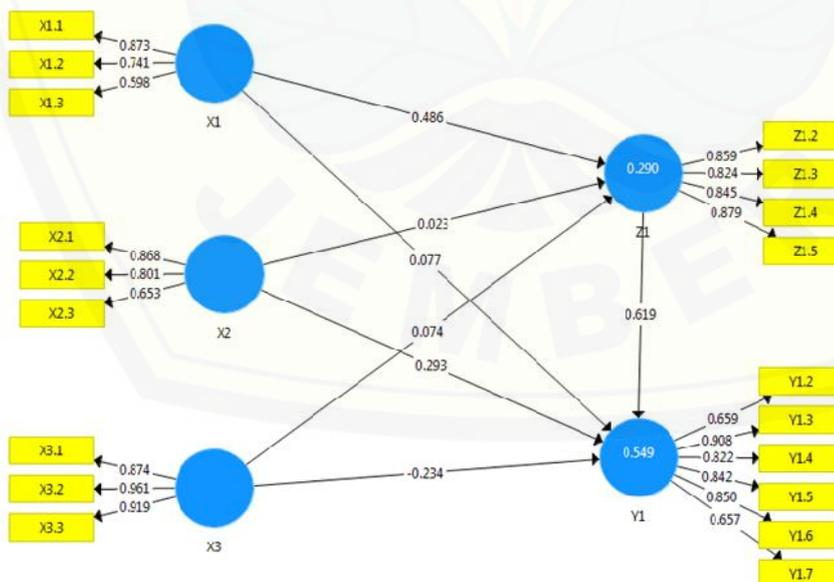 X1.1
X1.2
X1.3
0.873
0.741
0.598
X1
X2.1
X2.2
X2.3
0.868
0.801
0.653
X2
X3.1
X3.2
X3.3
0.874
0.961
0.919
X3
0.486
0.023
0.077
0.074
0.293
-0.234
0.619
0.290
Z1
0.859
0.824
0.845
0.879
Z1.2
Z1.3
Z1.4
Z1.5
0.549
Y1
0.659
0.908
0.822
0.842
0.850
0.657
Y1.2
Y1.3
Y1.4
Y1.5
Y1.6
Y1.7
JEMBE